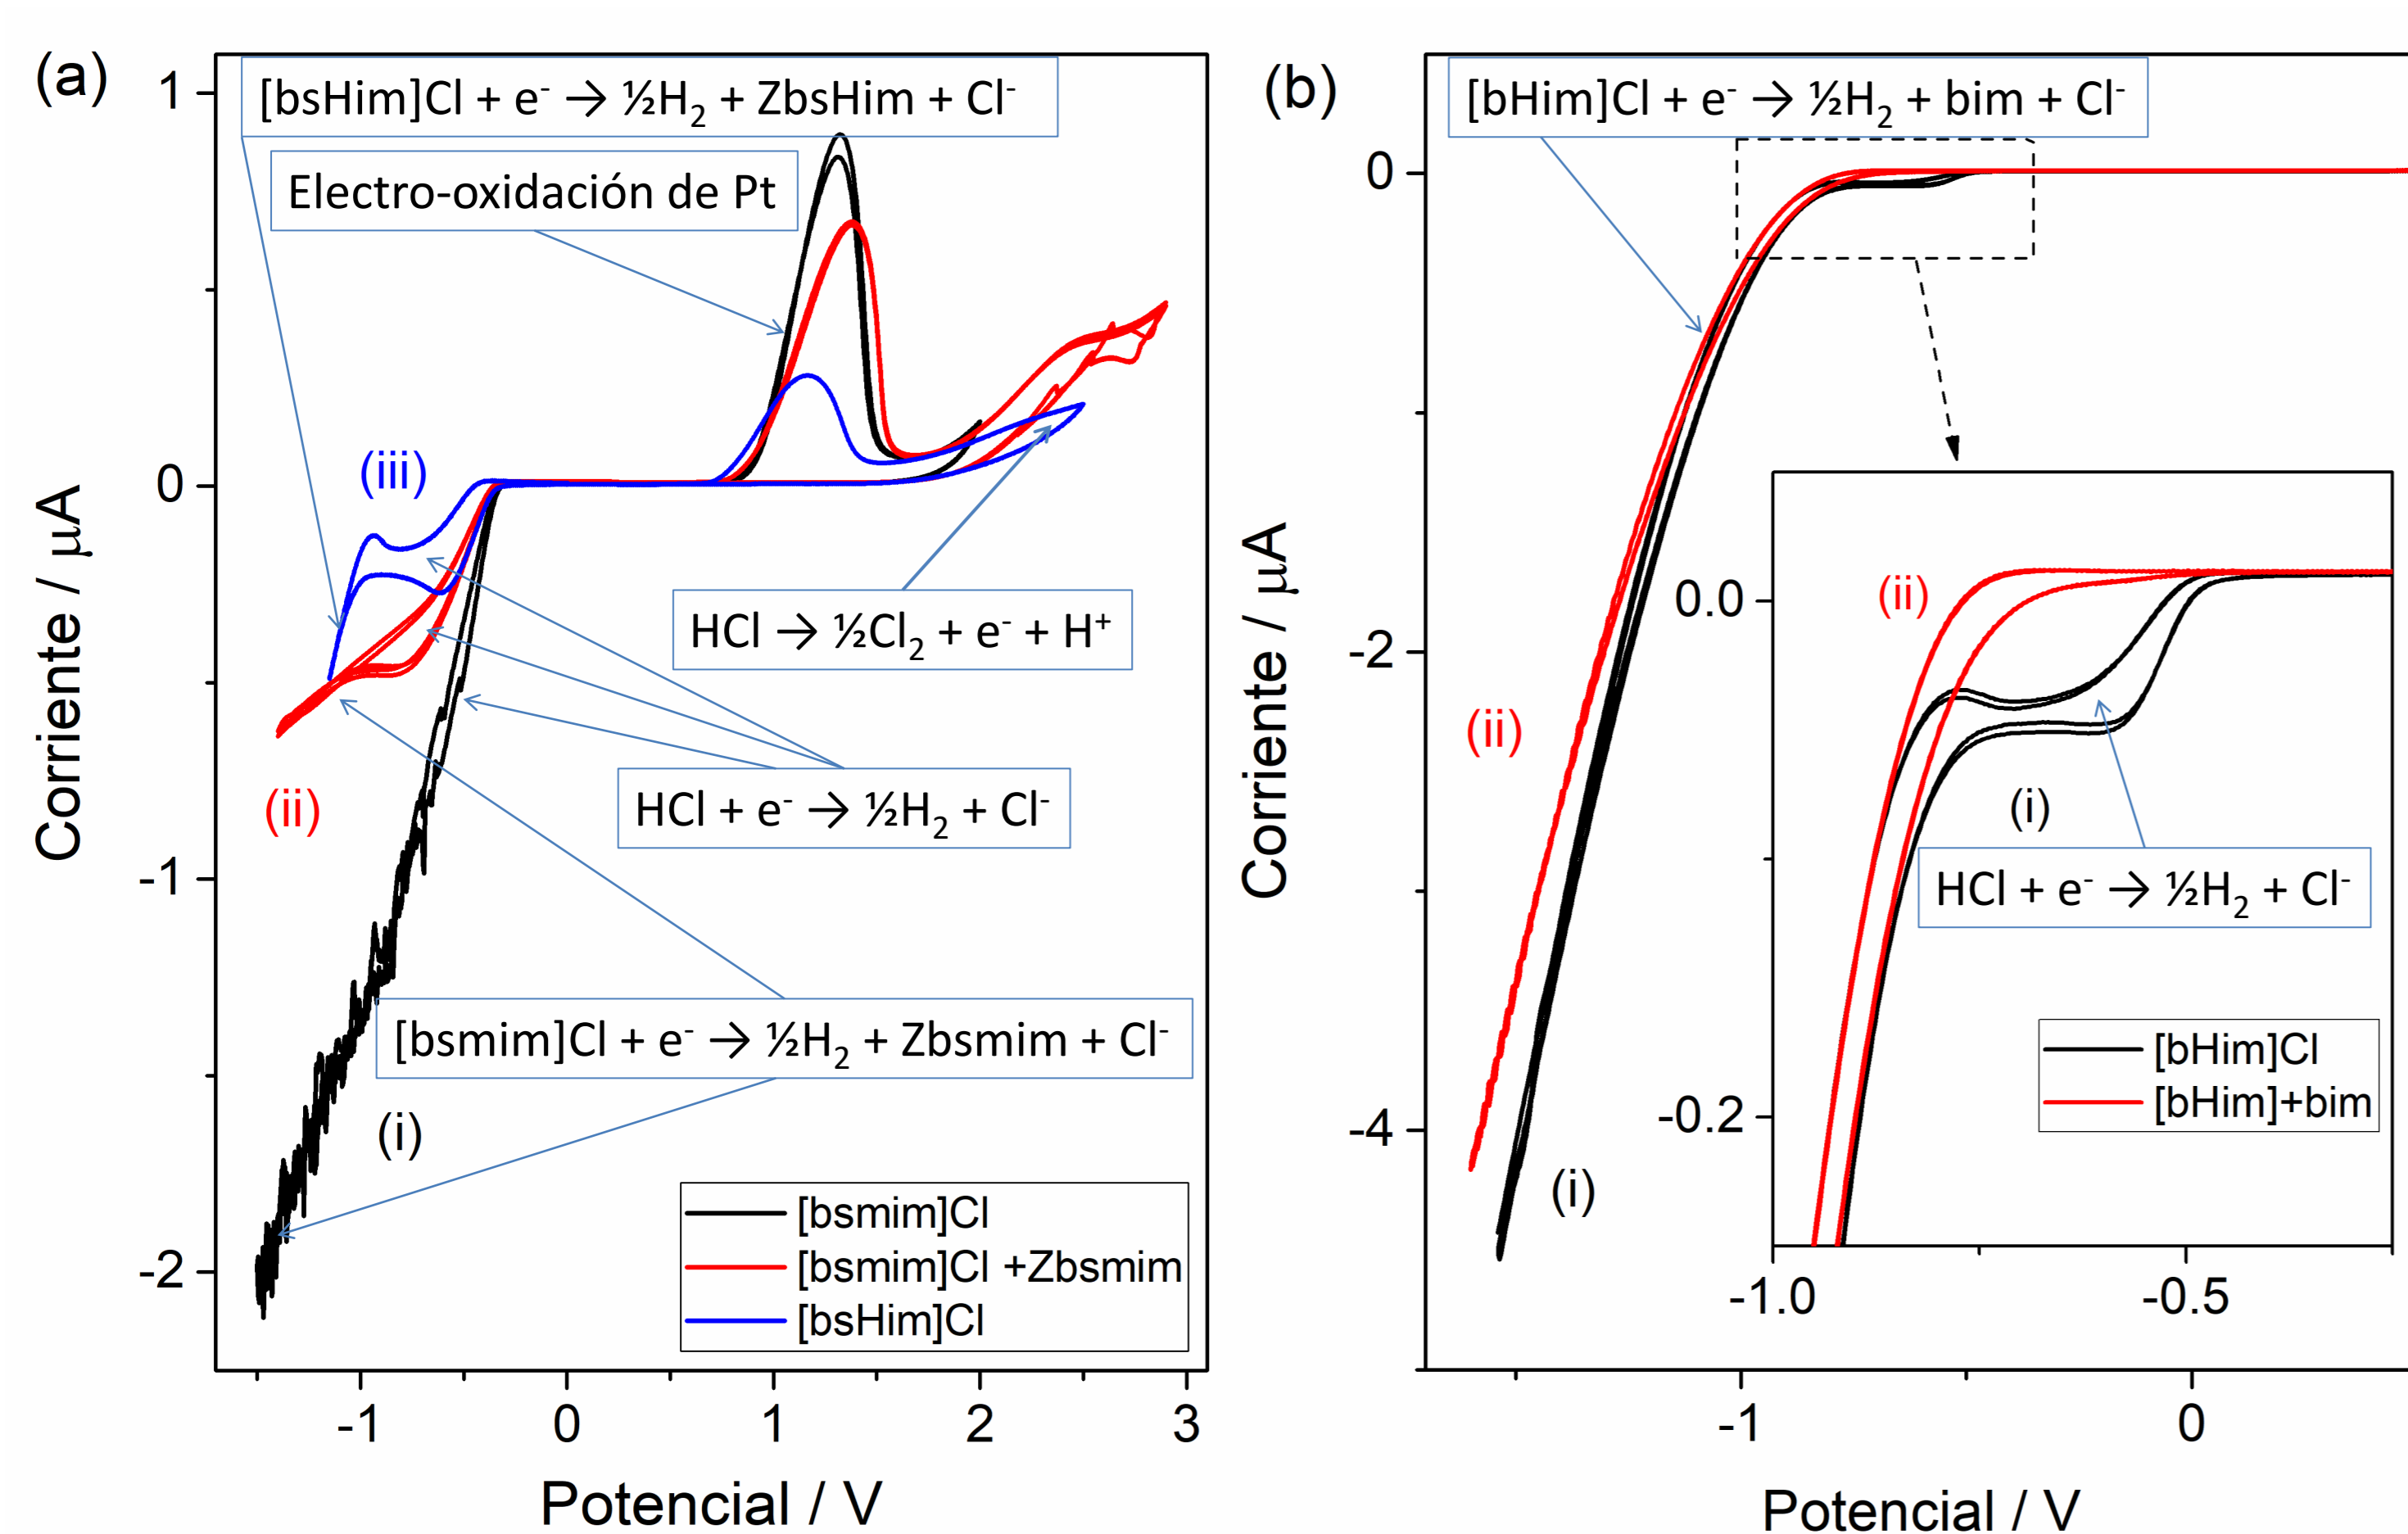 (a)
[bsHim]Cl + e⁻ → ½H₂ + ZbsHim + Cl⁻
Electro-oxidación de Pt
1
0
-1
-2
Corriente / μA
(iii)
HCl → ½Cl₂ + e⁻ + H⁺
(ii)
HCl + e⁻ → ½H₂ + Cl⁻
[bsmim]Cl + e⁻ → ½H₂ + Zbsmim + Cl⁻
(i)
[bsmim]Cl
[bsmim]Cl +Zbsmim
[bsHim]Cl
-1 0 1 2 3
Potencial / V
(b)
[bHim]Cl + e⁻ → ½H₂ + bim + Cl⁻
0
-2
-4
Corriente / μA
(ii)
(i)
0.0
-0.2
(ii)
(i)
HCl + e⁻ → ½H₂ + Cl⁻
[bHim]Cl
[bHim]+bim
-1.0 -0.5
-1 0
Potencial / V